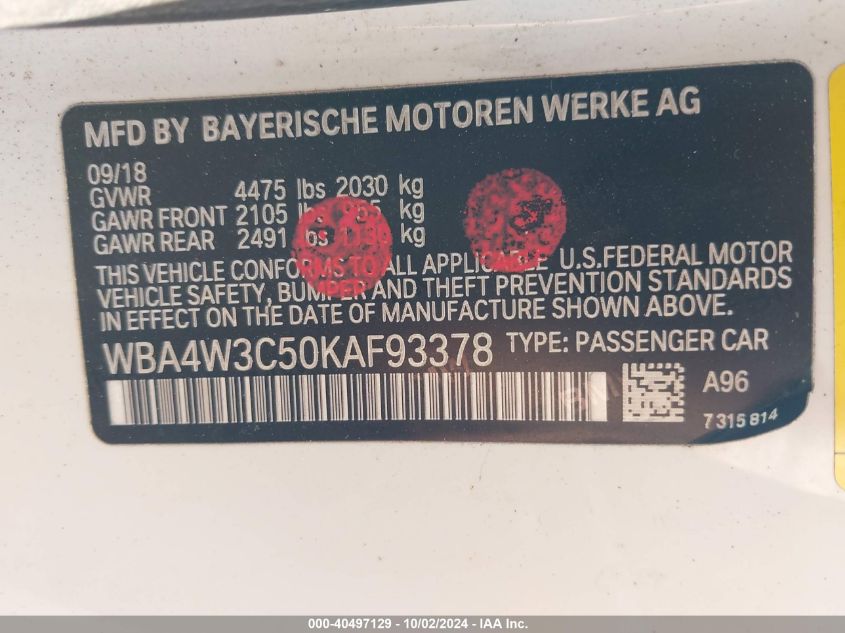 MFD BY BAYERISCHE MOTOREN WERKE AG
09/18
GVWR 4475 lbs 2030 kg
GAWR FRONT 2105 lbs kg
GAWR REAR 2491 lbs kg
THIS VEHICLE CONFORMS TO ALL APPLICABLE U.S.FEDERAL MOTOR
VEHICLE SAFETY, BUMPER AND THEFT PREVENTION STANDARDS
IN EFFECT ON THE DATE OF MANUFACTURE SHOWN ABOVE.
WBA4W3C50KAF93378 TYPE: PASSENGER CAR
A96
7315814
000-40497129 - 10/02/2024 - IAA Inc.